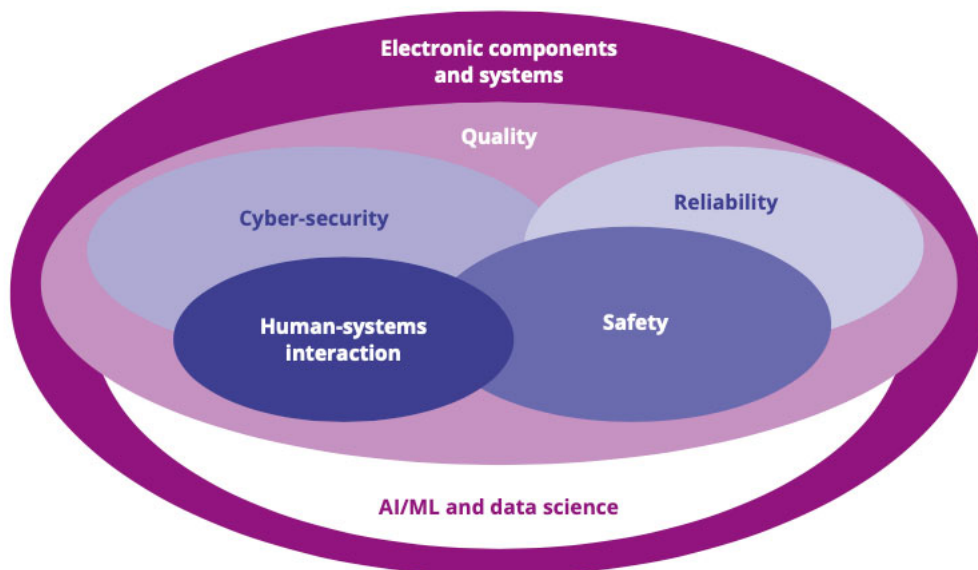 Electronic components
and systems
Quality
Cyber-security
Reliability
Human-systems
interaction
Safety
AI/ML and data science